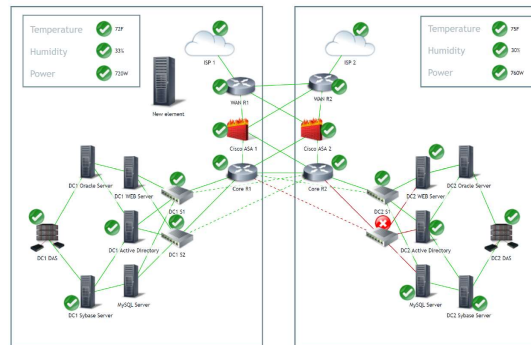 Temperature 72F
Humidity 33%
Power 730W
Temperature 75F
Humidity 30%
Power 760W
ISP 1
ISP 2
New element
WAN R1
WAN R2
Cisco ASA 1
Cisco ASA 2
Core R1
Core R2
DC1 Oracle Server
DC1 WEB Server
DC1 S1
DC1 DAS
DC1 Active Directory
DC1 S2
DC1 Sybase Server
MySQL Server
DC2 S1
DC2 WEB Server
DC2 Oracle Server
DC2 Active Directory
DC2 DAS
MySQL Server
DC2 Sybase Server